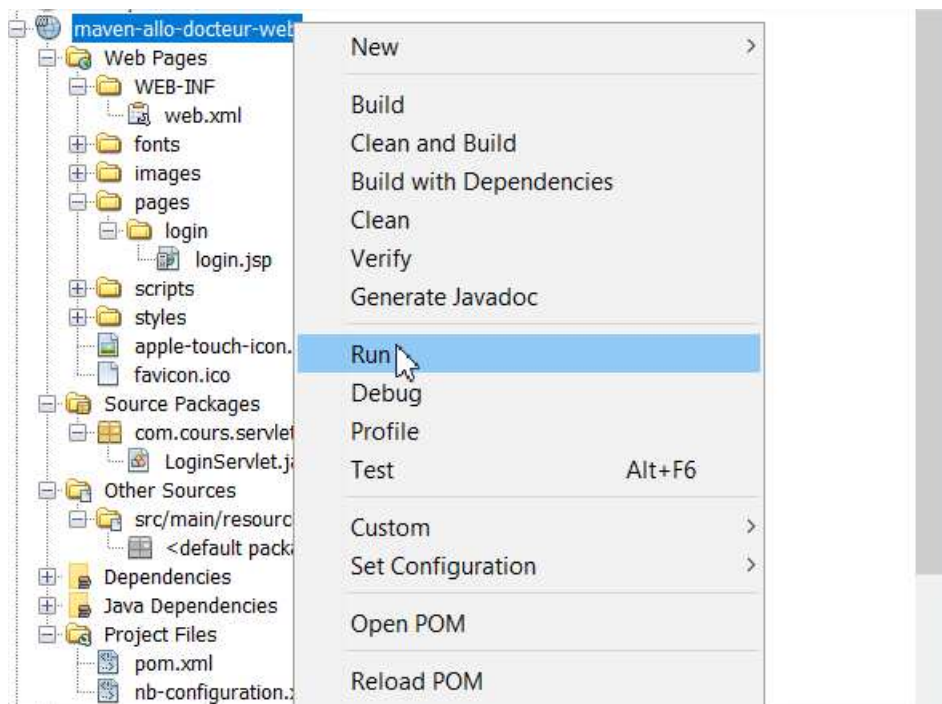 maven-allo-docteur-web
Web Pages
WEB-INF
web.xml
fonts
images
pages
login
login.jsp
scripts
styles
apple-touch-icon.
favicon.ico
Source Packages
com.cours.servlet
LoginServlet.ja
Other Sources
src/main/resourc
<default packa
Dependencies
Java Dependencies
Project Files
pom.xml
nb-configuration.x
New
Build
Clean and Build
Build with Dependencies
Clean
Verify
Generate Javadoc
Run
Debug
Profile
Test Alt+F6
Custom
Set Configuration
Open POM
Reload POM